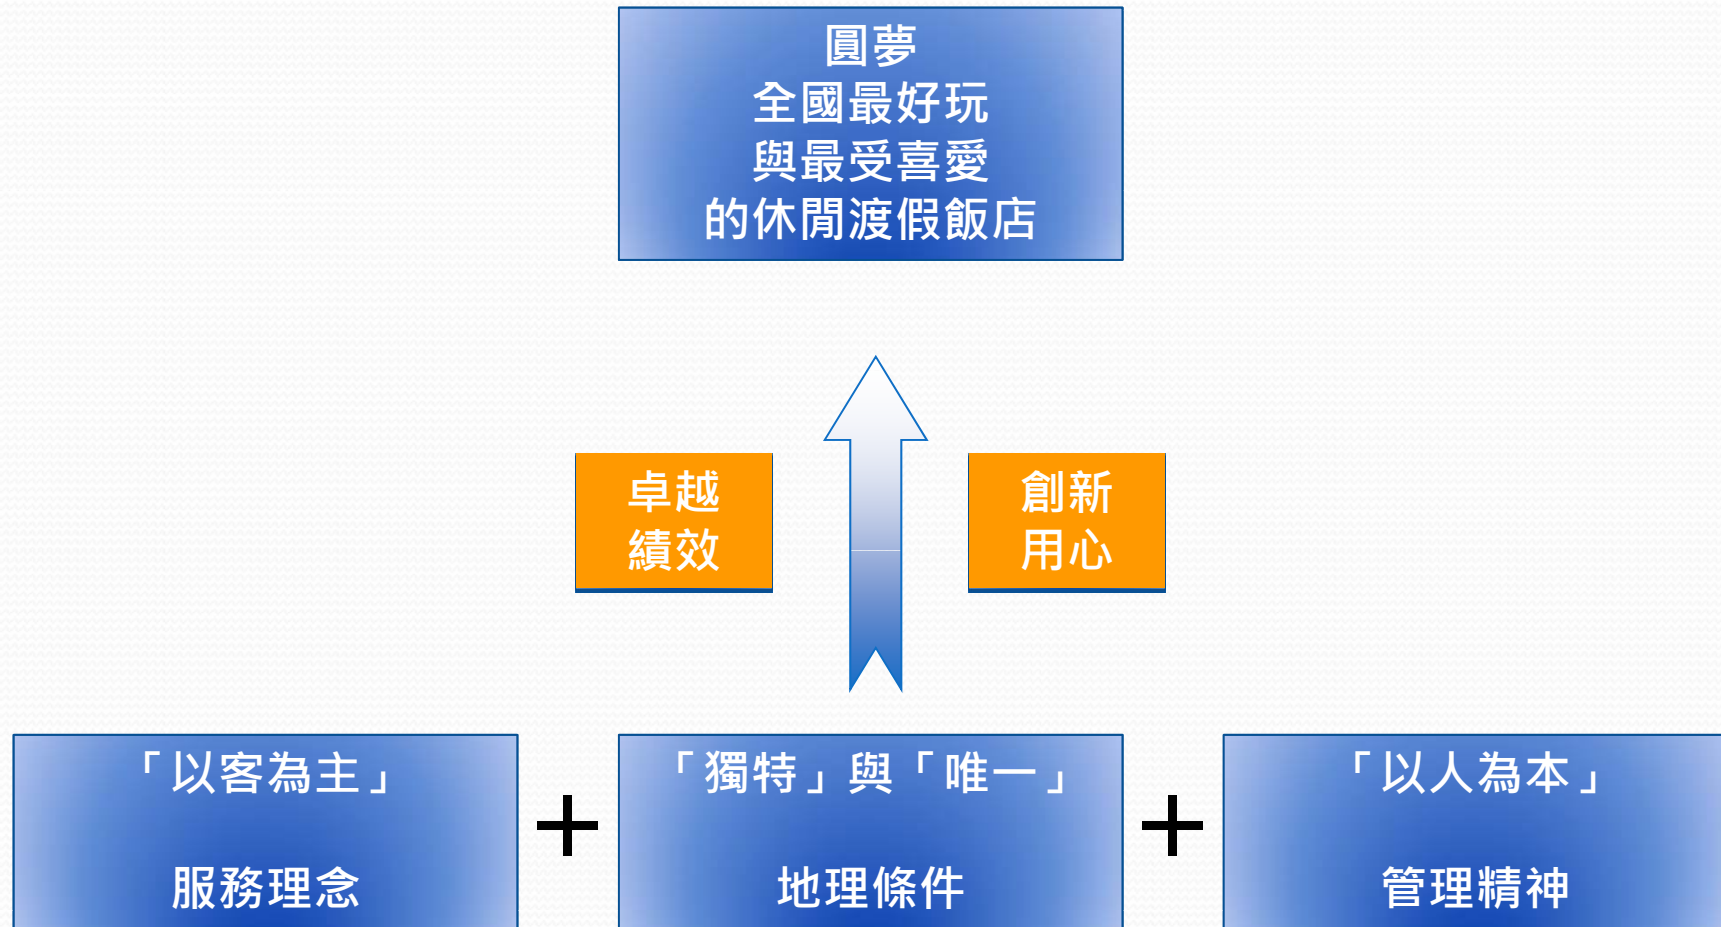 圓夢
全國最好玩
與最受喜愛
的休閒渡假飯店
卓越
績效
創新
用心
「以客為主」
服務理念
「獨特」與「唯一」
地理條件
「以人為本」
管理精神